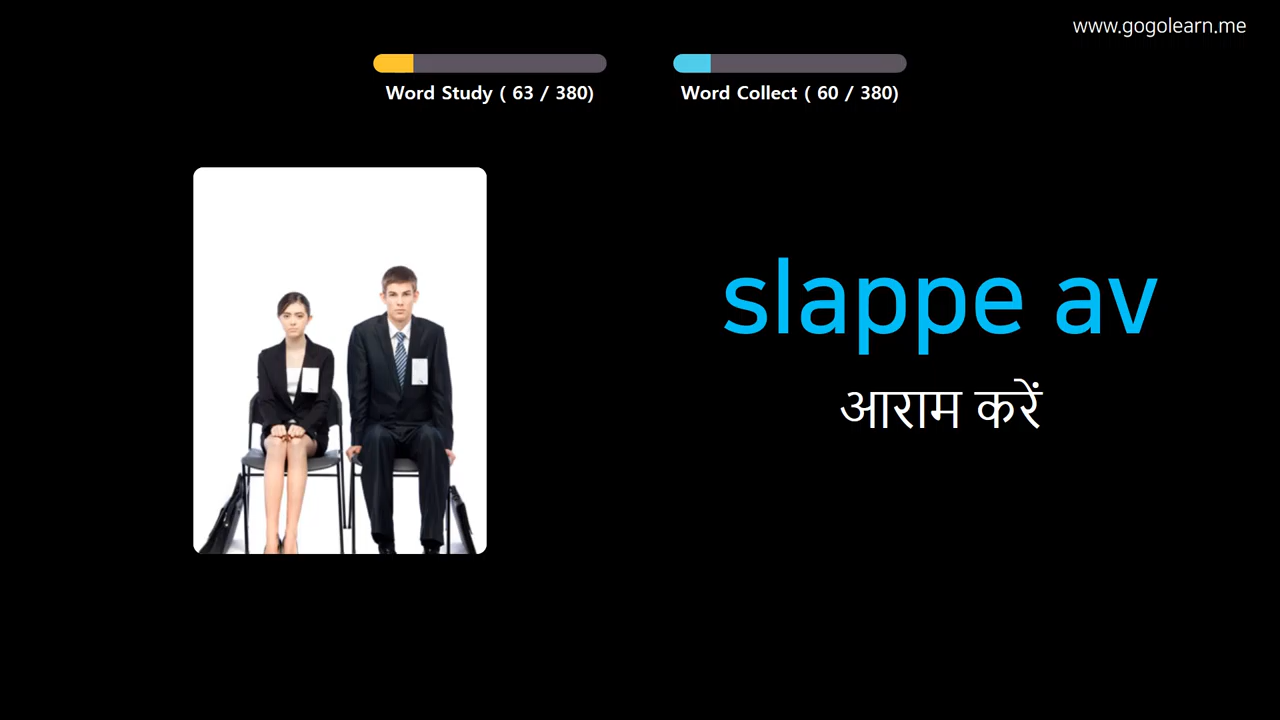 www.gogolearn.me
Word Study ( 63 / 380)
Word Collect ( 60 / 380)
slappe av
आराम करें